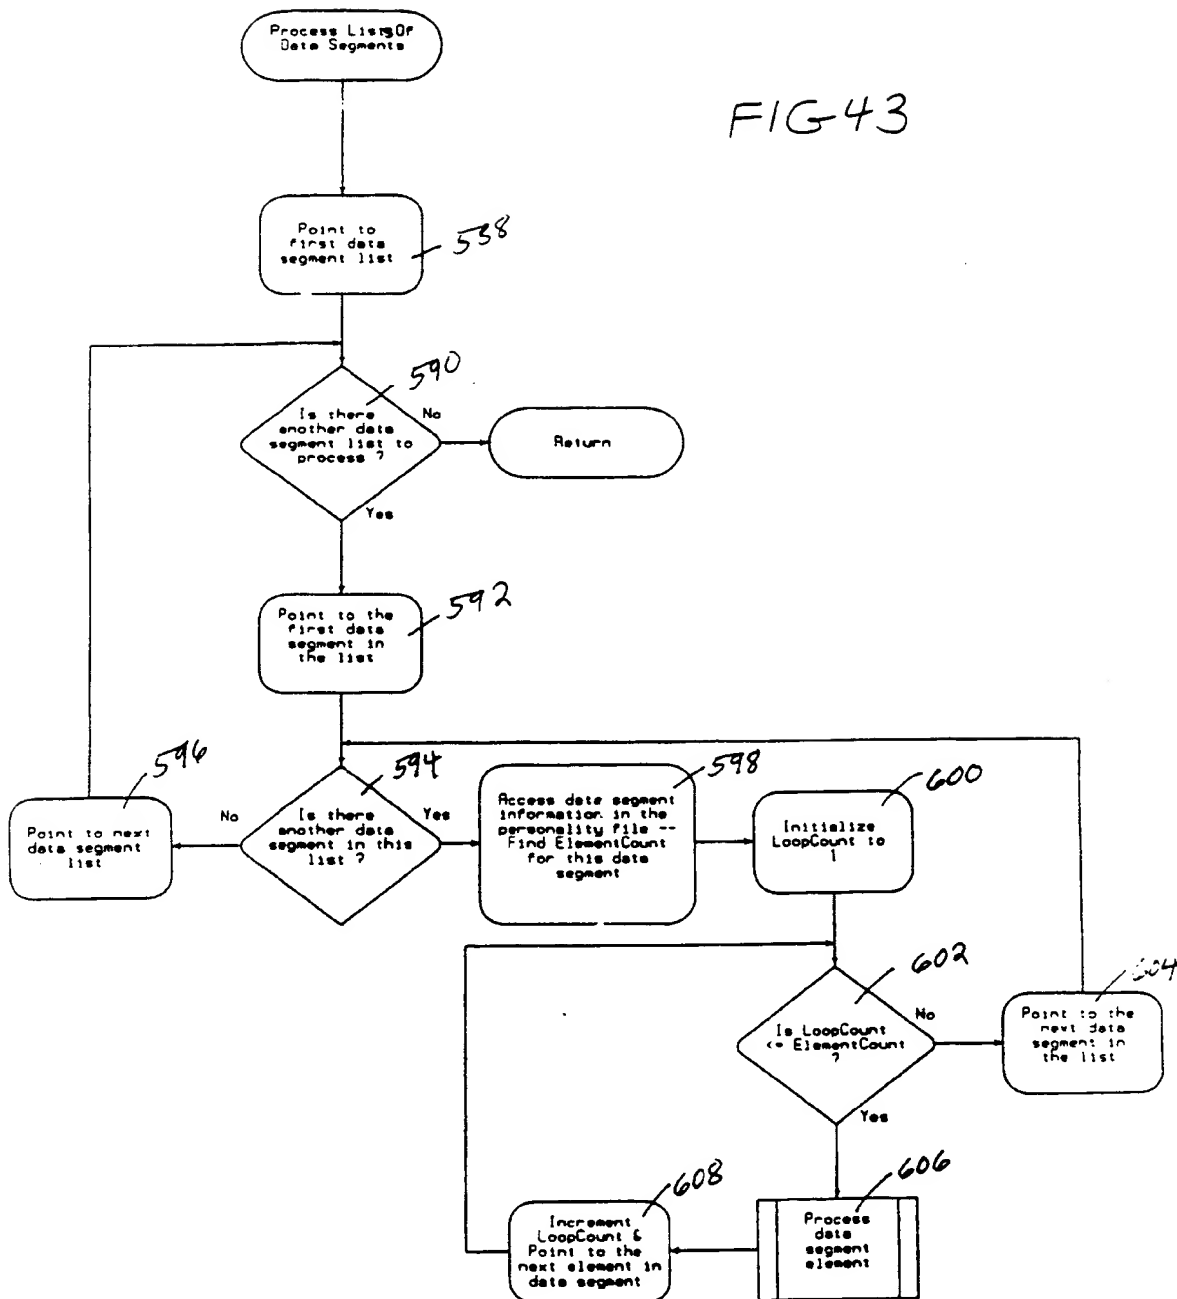 Process ListsOf
Data Segments
FIG-43
Point to
first data
segment list
538
590
Is there
another data
segment list to
process ?
No
Return
Yes
592
Point to the
first data
segment in
the list
596
Point to next
data segment
list
No
594
Is there
another data
segment in this
list ?
Yes
598
Access data segment
information in the
personality file --
Find ElementCount
for this data
segment
600
Initialize
LoopCount to
1
602
Is LoopCount
<= ElementCount
?
No
604
Point to the
next data
segment in
the list
Yes
606
Process
data
segment
element
608
Increment
LoopCount &
Point to the
next element in
data segment